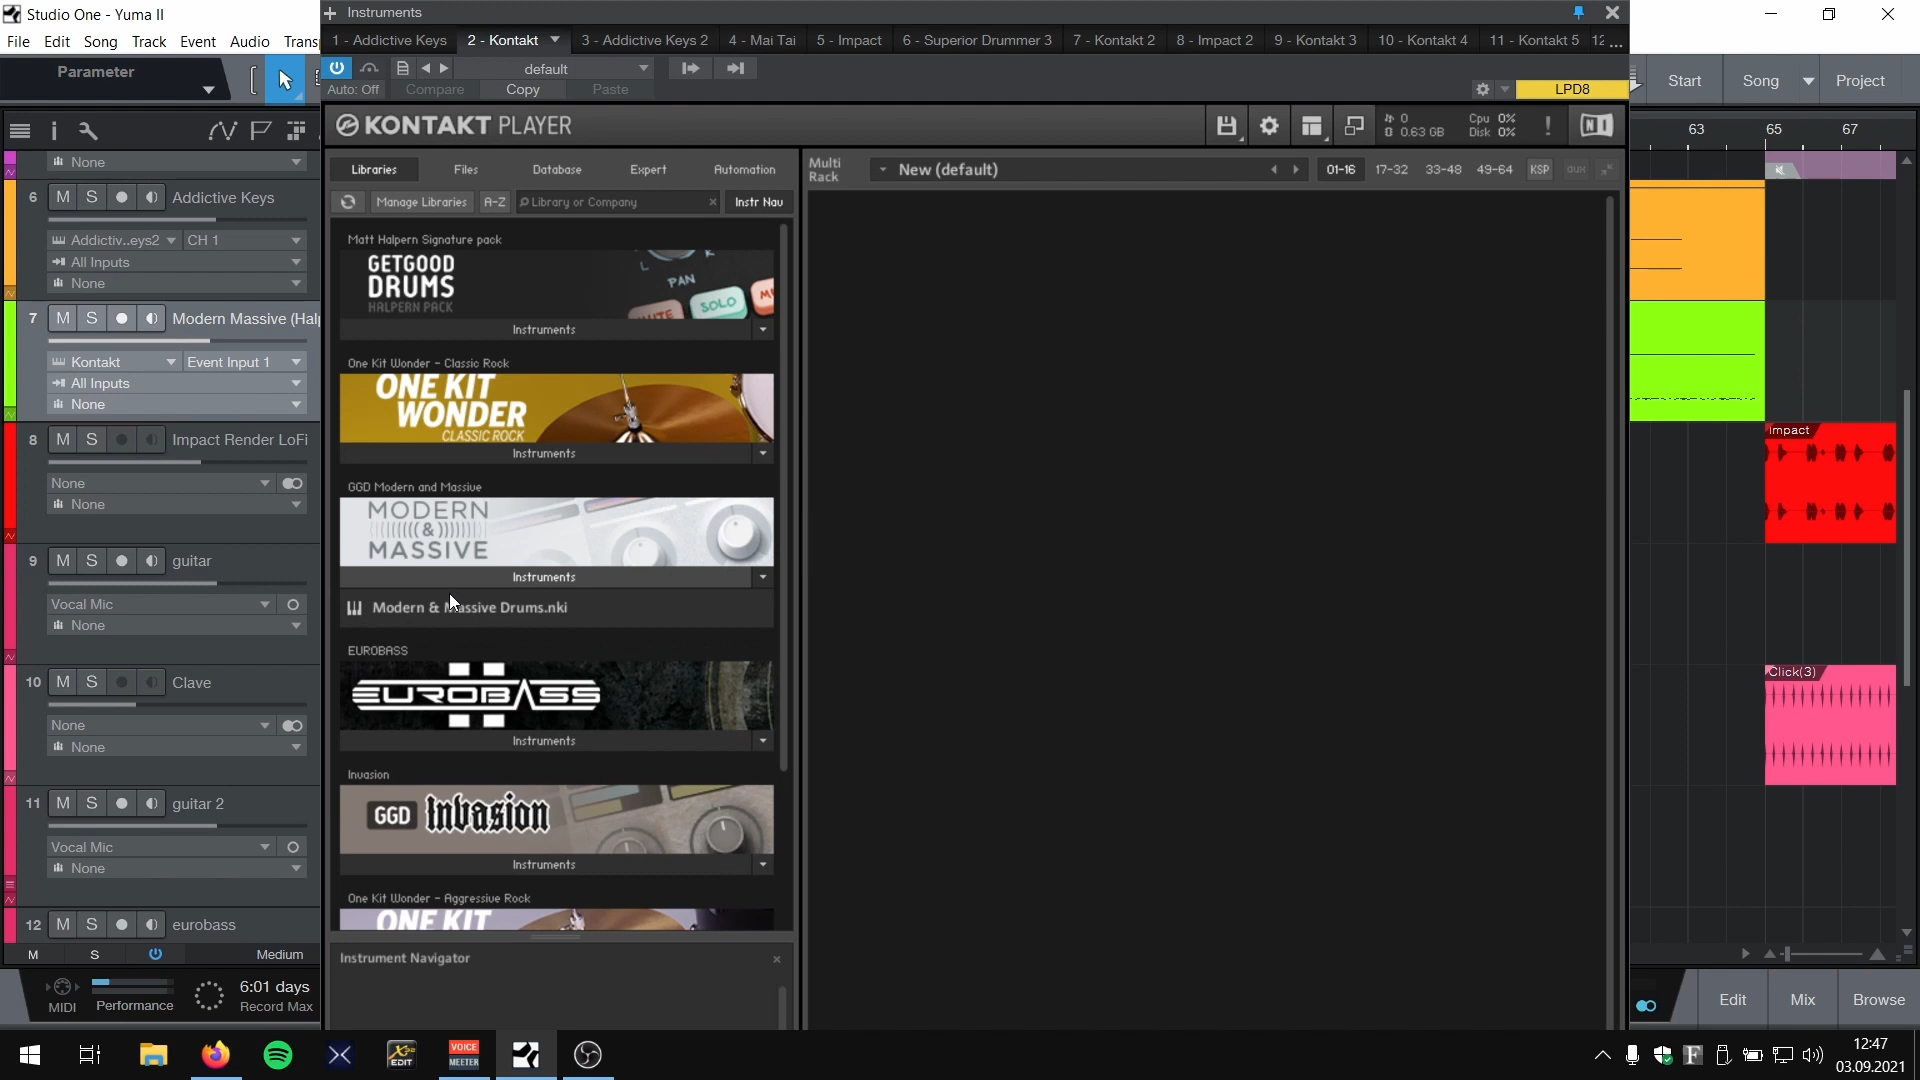 Studio One - Yuma II
File Edit Song Track Event Audio Trans
Instruments
1 - Addictive Keys 2 - Kontakt 3 - Addictive Keys 2 4 - Mai Tai 5 - Impact 6 - Superior Drummer 3 7 - Kontakt 2 8 - Impact 2 9 - Kontakt 3 10 - Kontakt 4 11 - Kontakt 5 12 ...
default
Auto: Off Compare Copy Paste LPD8
Parameter
Start Song Project
KONTAKT PLAYER
0
0.63 GB
Cpu 0%
Disk 0%
! NI
63 65 67
Libraries Files Database Expert Automation
Manage Libraries A-Z Library or Company × Instr Nav
Multi
Rack
New (default) 01-16 17-32 33-48 49-64 KSP aux
None
6 M S Addictive Keys
Addictiv..eys2 CH 1
All Inputs
None
7 M S Modern Massive (Hal
Kontakt Event Input 1
All Inputs
None
8 M S Impact Render LoFi
None
None
9 M S guitar
Vocal Mic
None
10 M S Clave
None
None
11 M S guitar 2
Vocal Mic
None
12 M S eurobass
M S Medium
MIDI Performance
6:01 days
Record Max
Matt Halpern Signature pack
GETGOOD
DRUMS
HALPERN PACK
L K
PAN
MUTE SOLO M
Instruments
One Kit Wonder - Classic Rock
ONE KIT
WONDER
CLASSIC ROCK
Instruments
GGD Modern and Massive
MODERN
&
MASSIVE
Instruments
Modern & Massive Drums.nki
EUROBASS
EUROBASS
II
Instruments
Invasion
GGD Invasion
Instruments
One Kit Wonder - Aggressive Rock
ONE KIT
Instrument Navigator ×
Impact
Click(3)
Edit Mix Browse
X EDIT
VOICE
MEETER
12:47
03.09.2021